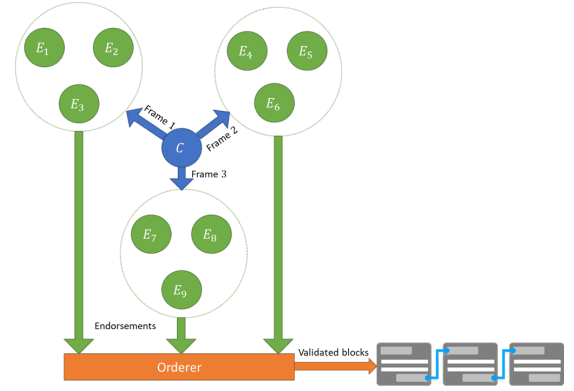 E₁
E₂
E₃
E₄
E₅
E₆
Frame 1
Frame 2
C
Frame 3
E₇
E₈
E₉
Endorsements
Orderer
Validated blocks